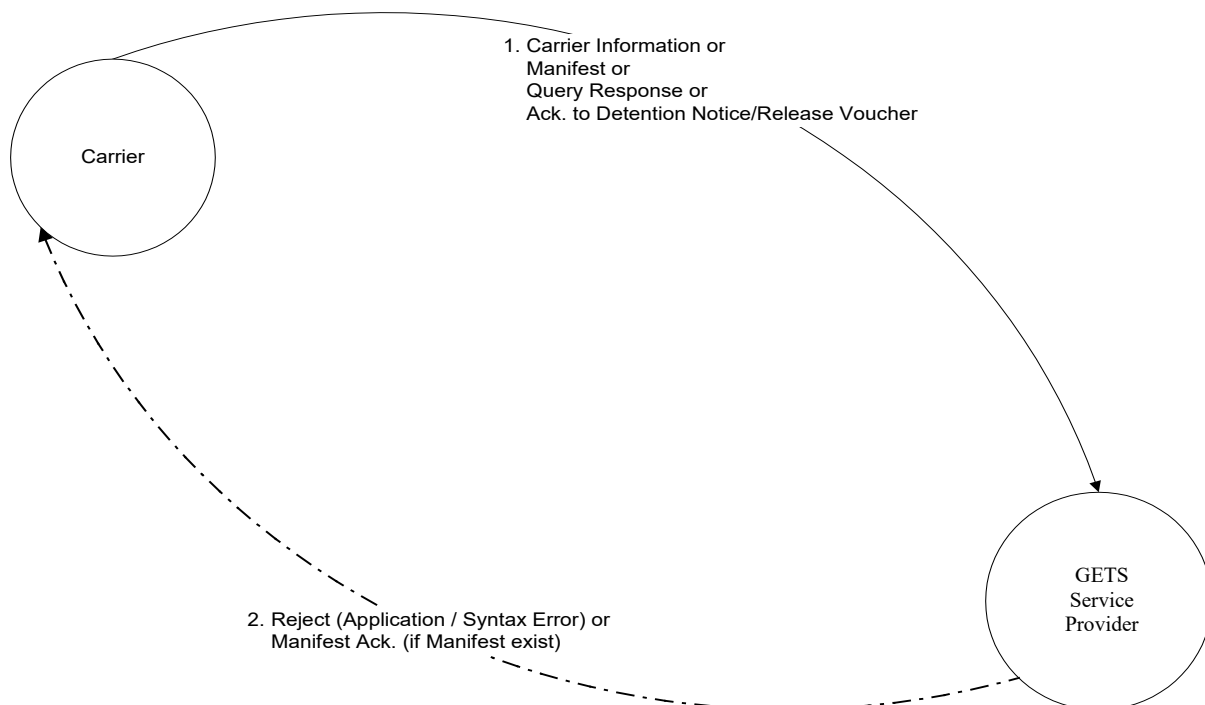 1. Carrier Information or
Manifest or
Query Response or
Ack. to Detention Notice/Release Voucher
Carrier
GETS
Service
Provider
2. Reject (Application / Syntax Error) or
Manifest Ack. (if Manifest exist)